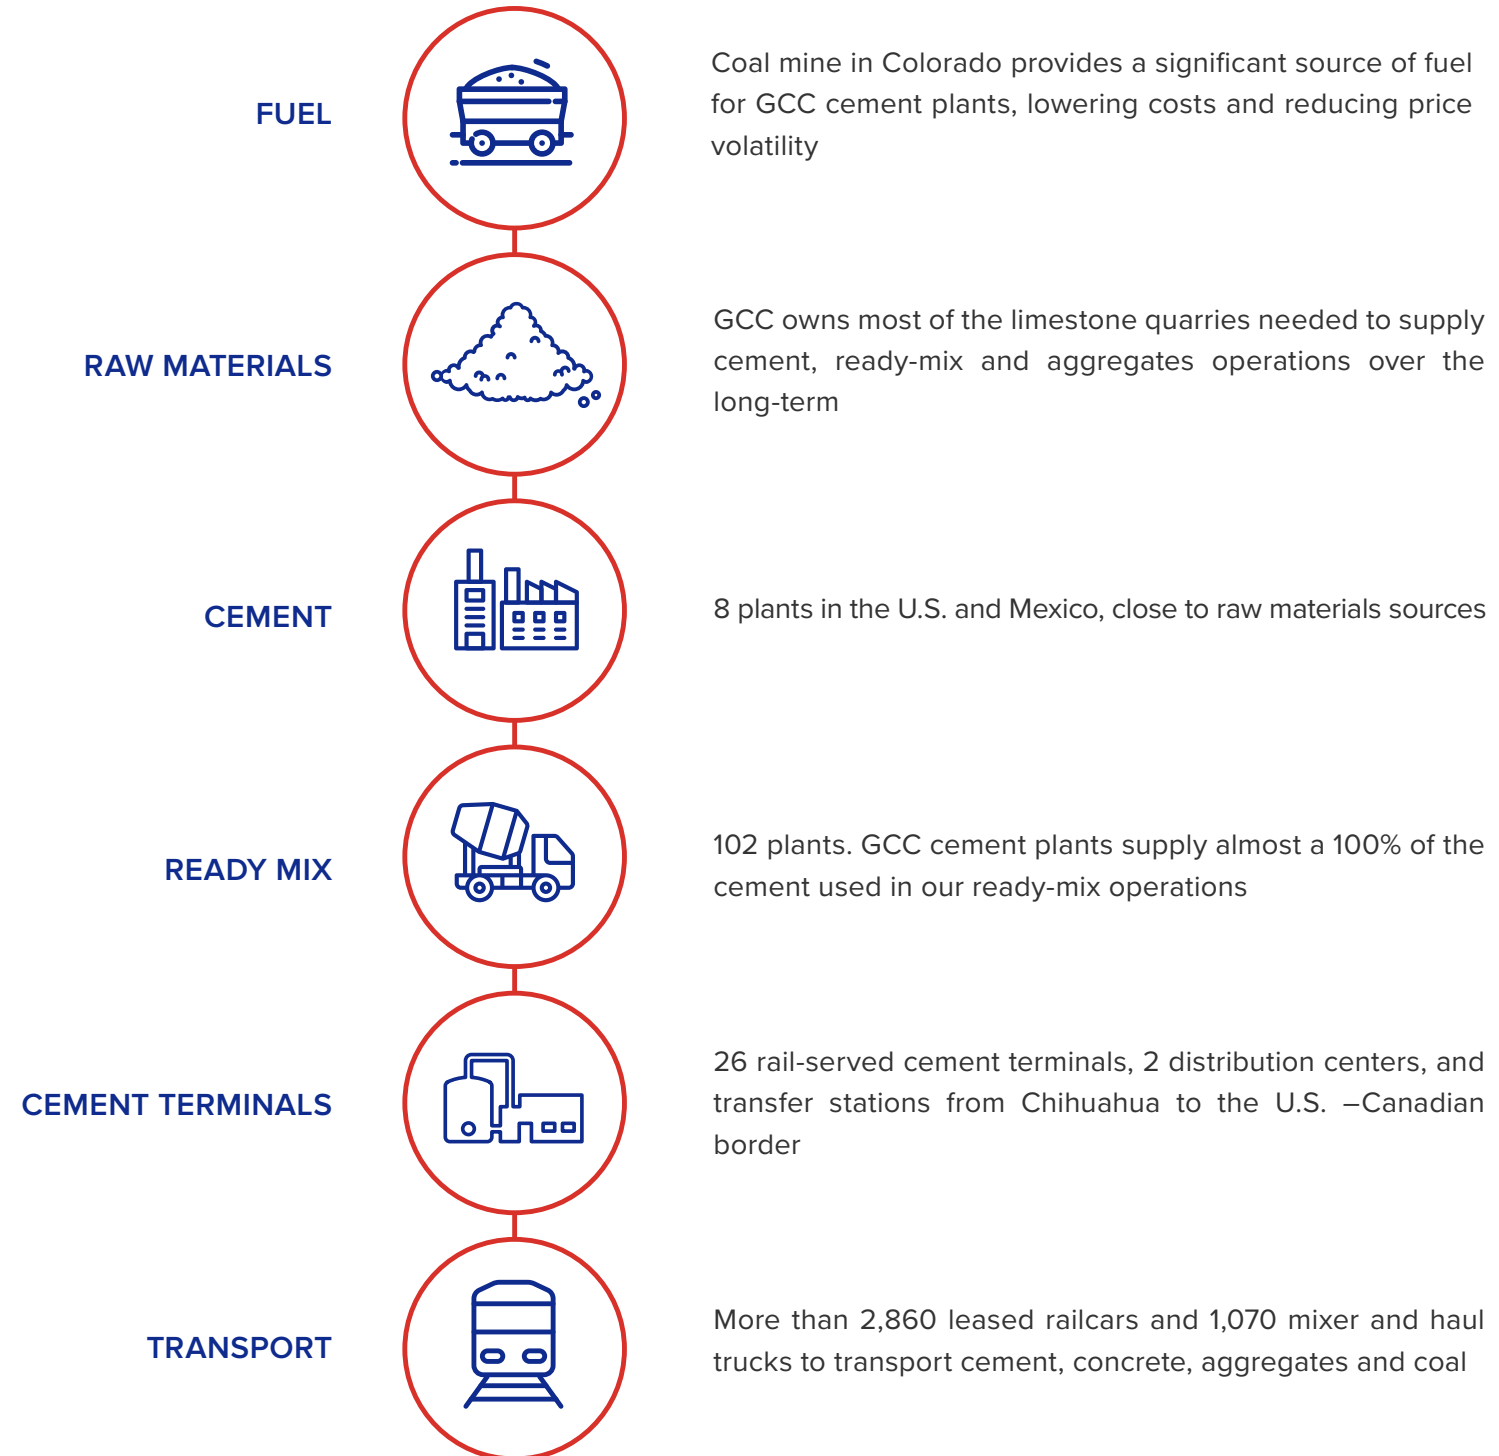 FUEL
Coal mine in Colorado provides a significant source of fuel
for GCC cement plants, lowering costs and reducing price
volatility
RAW MATERIALS
GCC owns most of the limestone quarries needed to supply
cement, ready-mix and aggregates operations over the
long-term
CEMENT
8 plants in the U.S. and Mexico, close to raw materials sources
READY MIX
102 plants. GCC cement plants supply almost a 100% of the
cement used in our ready-mix operations
CEMENT TERMINALS
26 rail-served cement terminals, 2 distribution centers, and
transfer stations from Chihuahua to the U.S. –Canadian
border
TRANSPORT
More than 2,860 leased railcars and 1,070 mixer and haul
trucks to transport cement, concrete, aggregates and coal